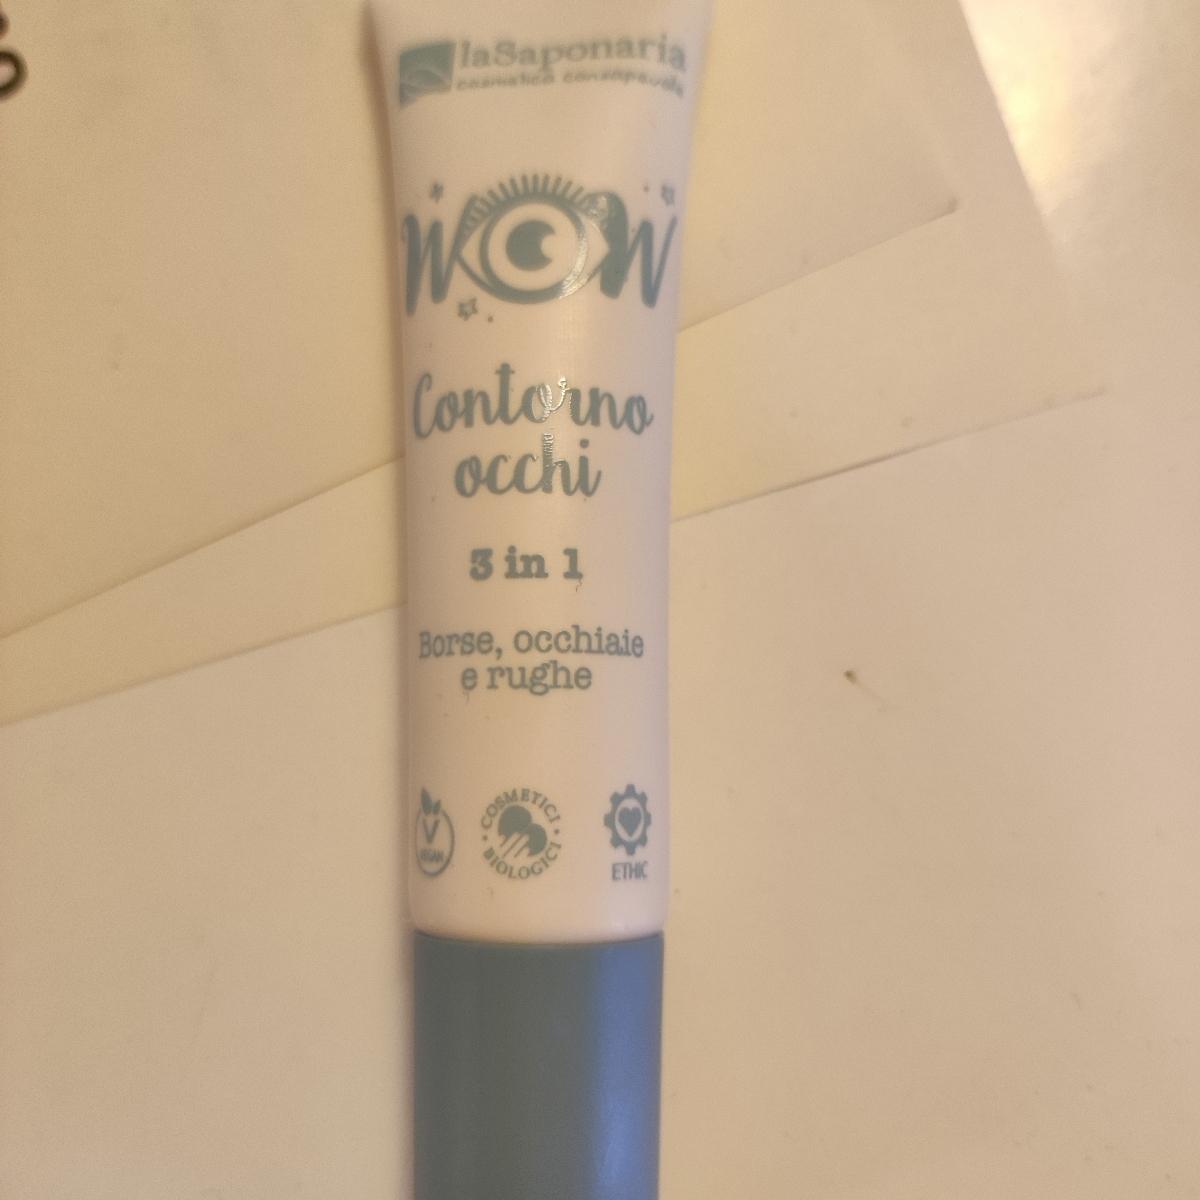 laSaponaria
cosmetica consapevole
WOW
Contorno
occhi
3 in 1
Borse, occhiaie
e rughe
V
VEGAN
COSMETICI
BIOLOGICI
ETHIC